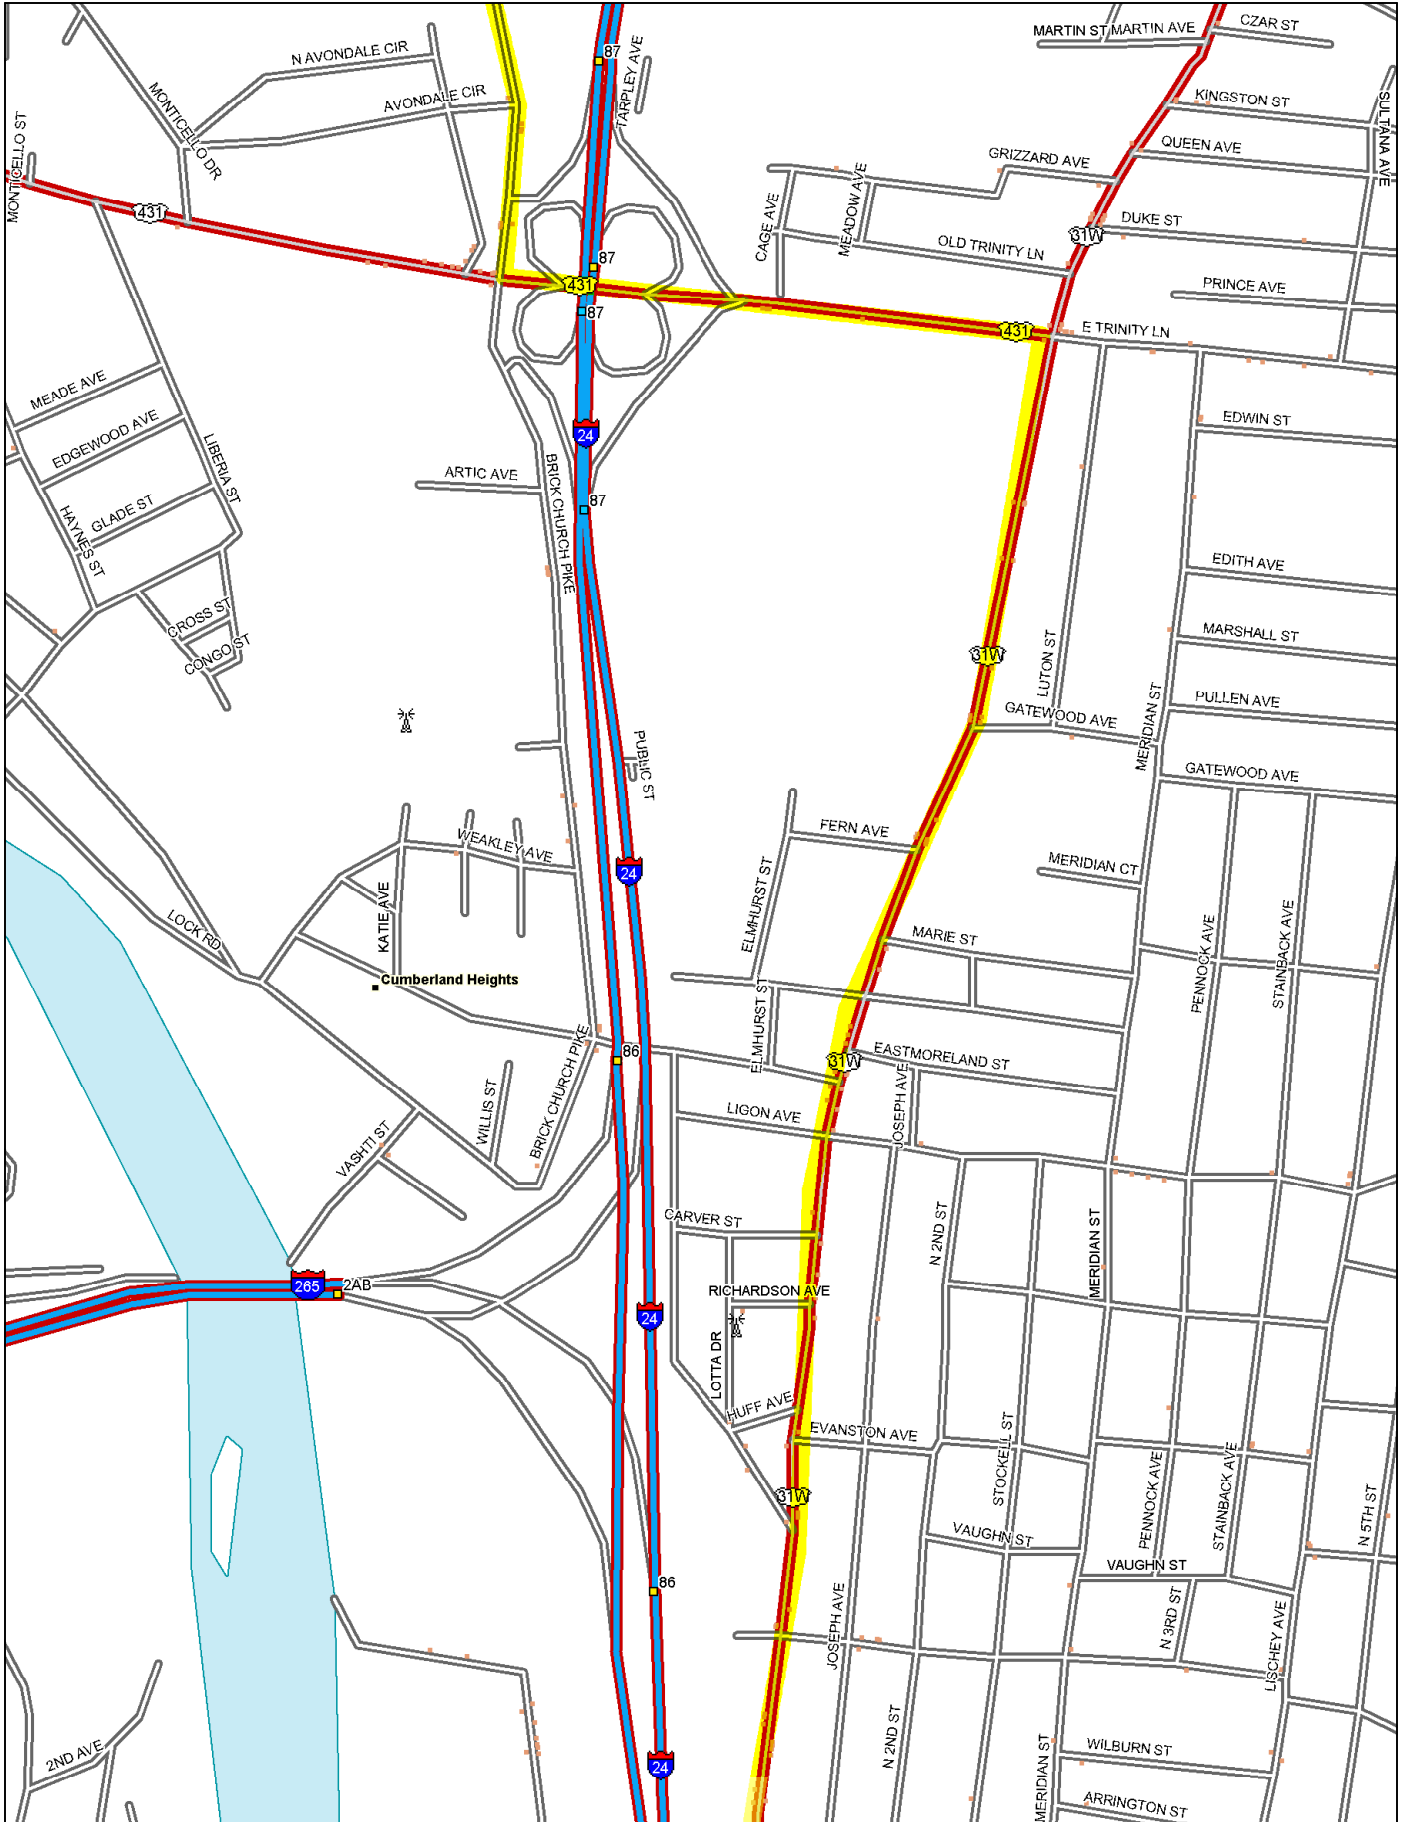 87
TARPLEY AVE
MARTIN ST
MARTIN AVE
CZAR ST
N AVONDALE CIR
AVONDALE CIR
MONTICELLO DR
MONTICELLO ST
KINGSTON ST
SULTANA AVE
QUEEN AVE
GRIZZARD AVE
CAGE AVE
MEADOW AVE
431
DUKE ST
31W
OLD TRINITY LN
87
431
PRINCE AVE
87
431
E TRINITY LN
MEADE AVE
EDGEWOOD AVE
LIBERIA ST
GLADE ST
HAYNES ST
24
EDWIN ST
ARTIC AVE
BRICK CHURCH PIKE
87
EDITH AVE
CROSS ST
CONGO ST
MARSHALL ST
31W
LUTON ST
MERIDIAN ST
PULLEN AVE
GATEWOOD AVE
PUBLIC ST
GATEWOOD AVE
FERN AVE
WEAKLEY AVE
MERIDIAN CT
24
ELMHURST ST
KATIE AVE
LOCK RD
MARIE ST
PENNOCK AVE
STAINBACK AVE
Cumberland Heights
ELMHURST ST
BRICK CHURCH PIKE
86
31W
EASTMORELAND ST
JOSEPH AVE
WILLIS ST
LIGON AVE
VASHTI ST
CARVER ST
N 2ND ST
MERIDIAN ST
265
2AB
RICHARDSON AVE
24
LOTTA DR
HUFF AVE
EVANSTON AVE
STOCKELL ST
PENNOCK AVE
STAINBACK AVE
N 5TH ST
31W
VAUGHN ST
VAUGHN ST
86
JOSEPH AVE
N 3RD ST
LISCHEY AVE
N 2ND ST
2ND AVE
24
MERIDIAN ST
WILBURN ST
ARRINGTON ST